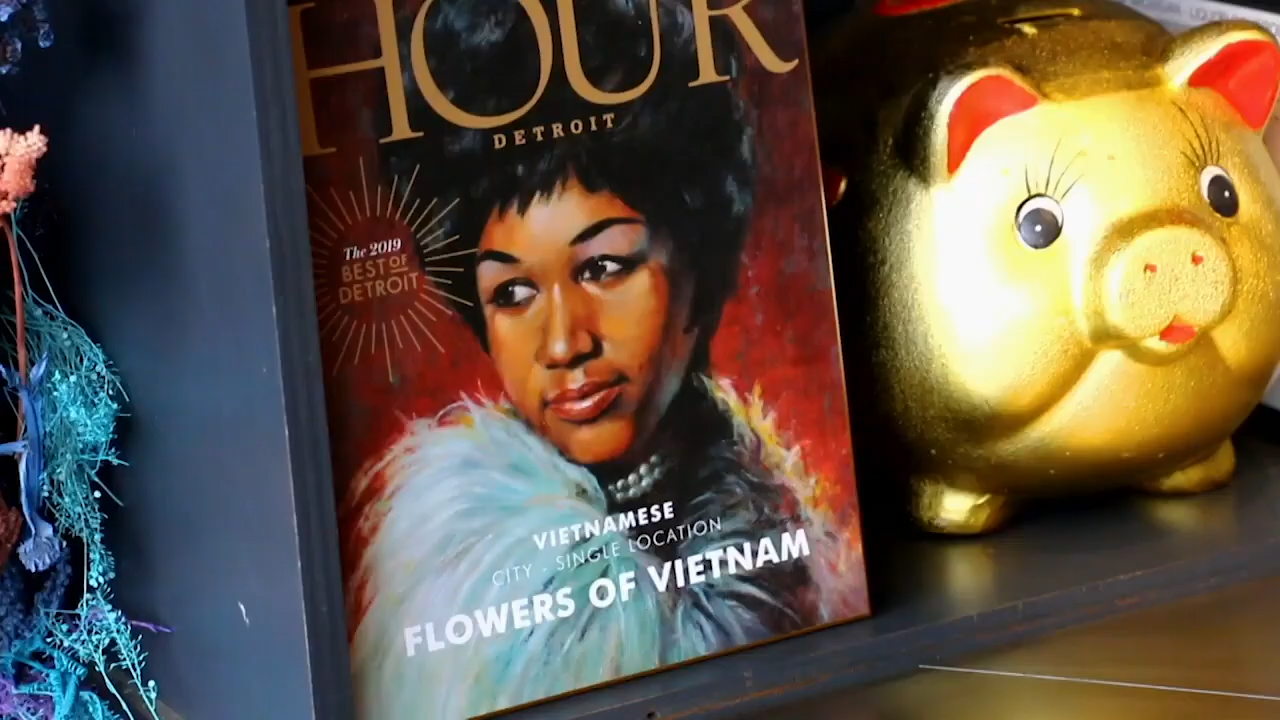 HOUR
DETROIT
The 2019
BEST OF
DETROIT
VIETNAMESE
CITY - SINGLE LOCATION
FLOWERS OF VIETNAM